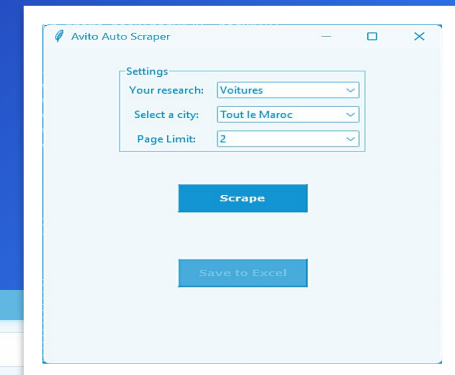 Avito Auto Scraper
Settings
Your research: Voitures
Select a city: Tout le Maroc
Page Limit: 2
Scrape
Save to Excel